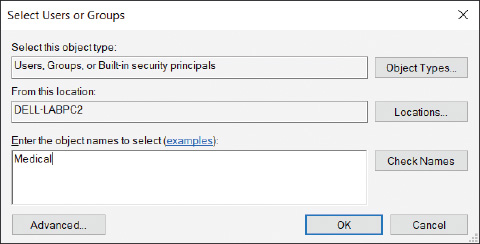 Select Users or Groups
Select this object type:
Users, Groups, or Built-in security principals
Object Types...
From this location:
DELL-LABPC2
Locations...
Enter the object names to select (examples):
Medical
Check Names
Advanced...
OK
Cancel